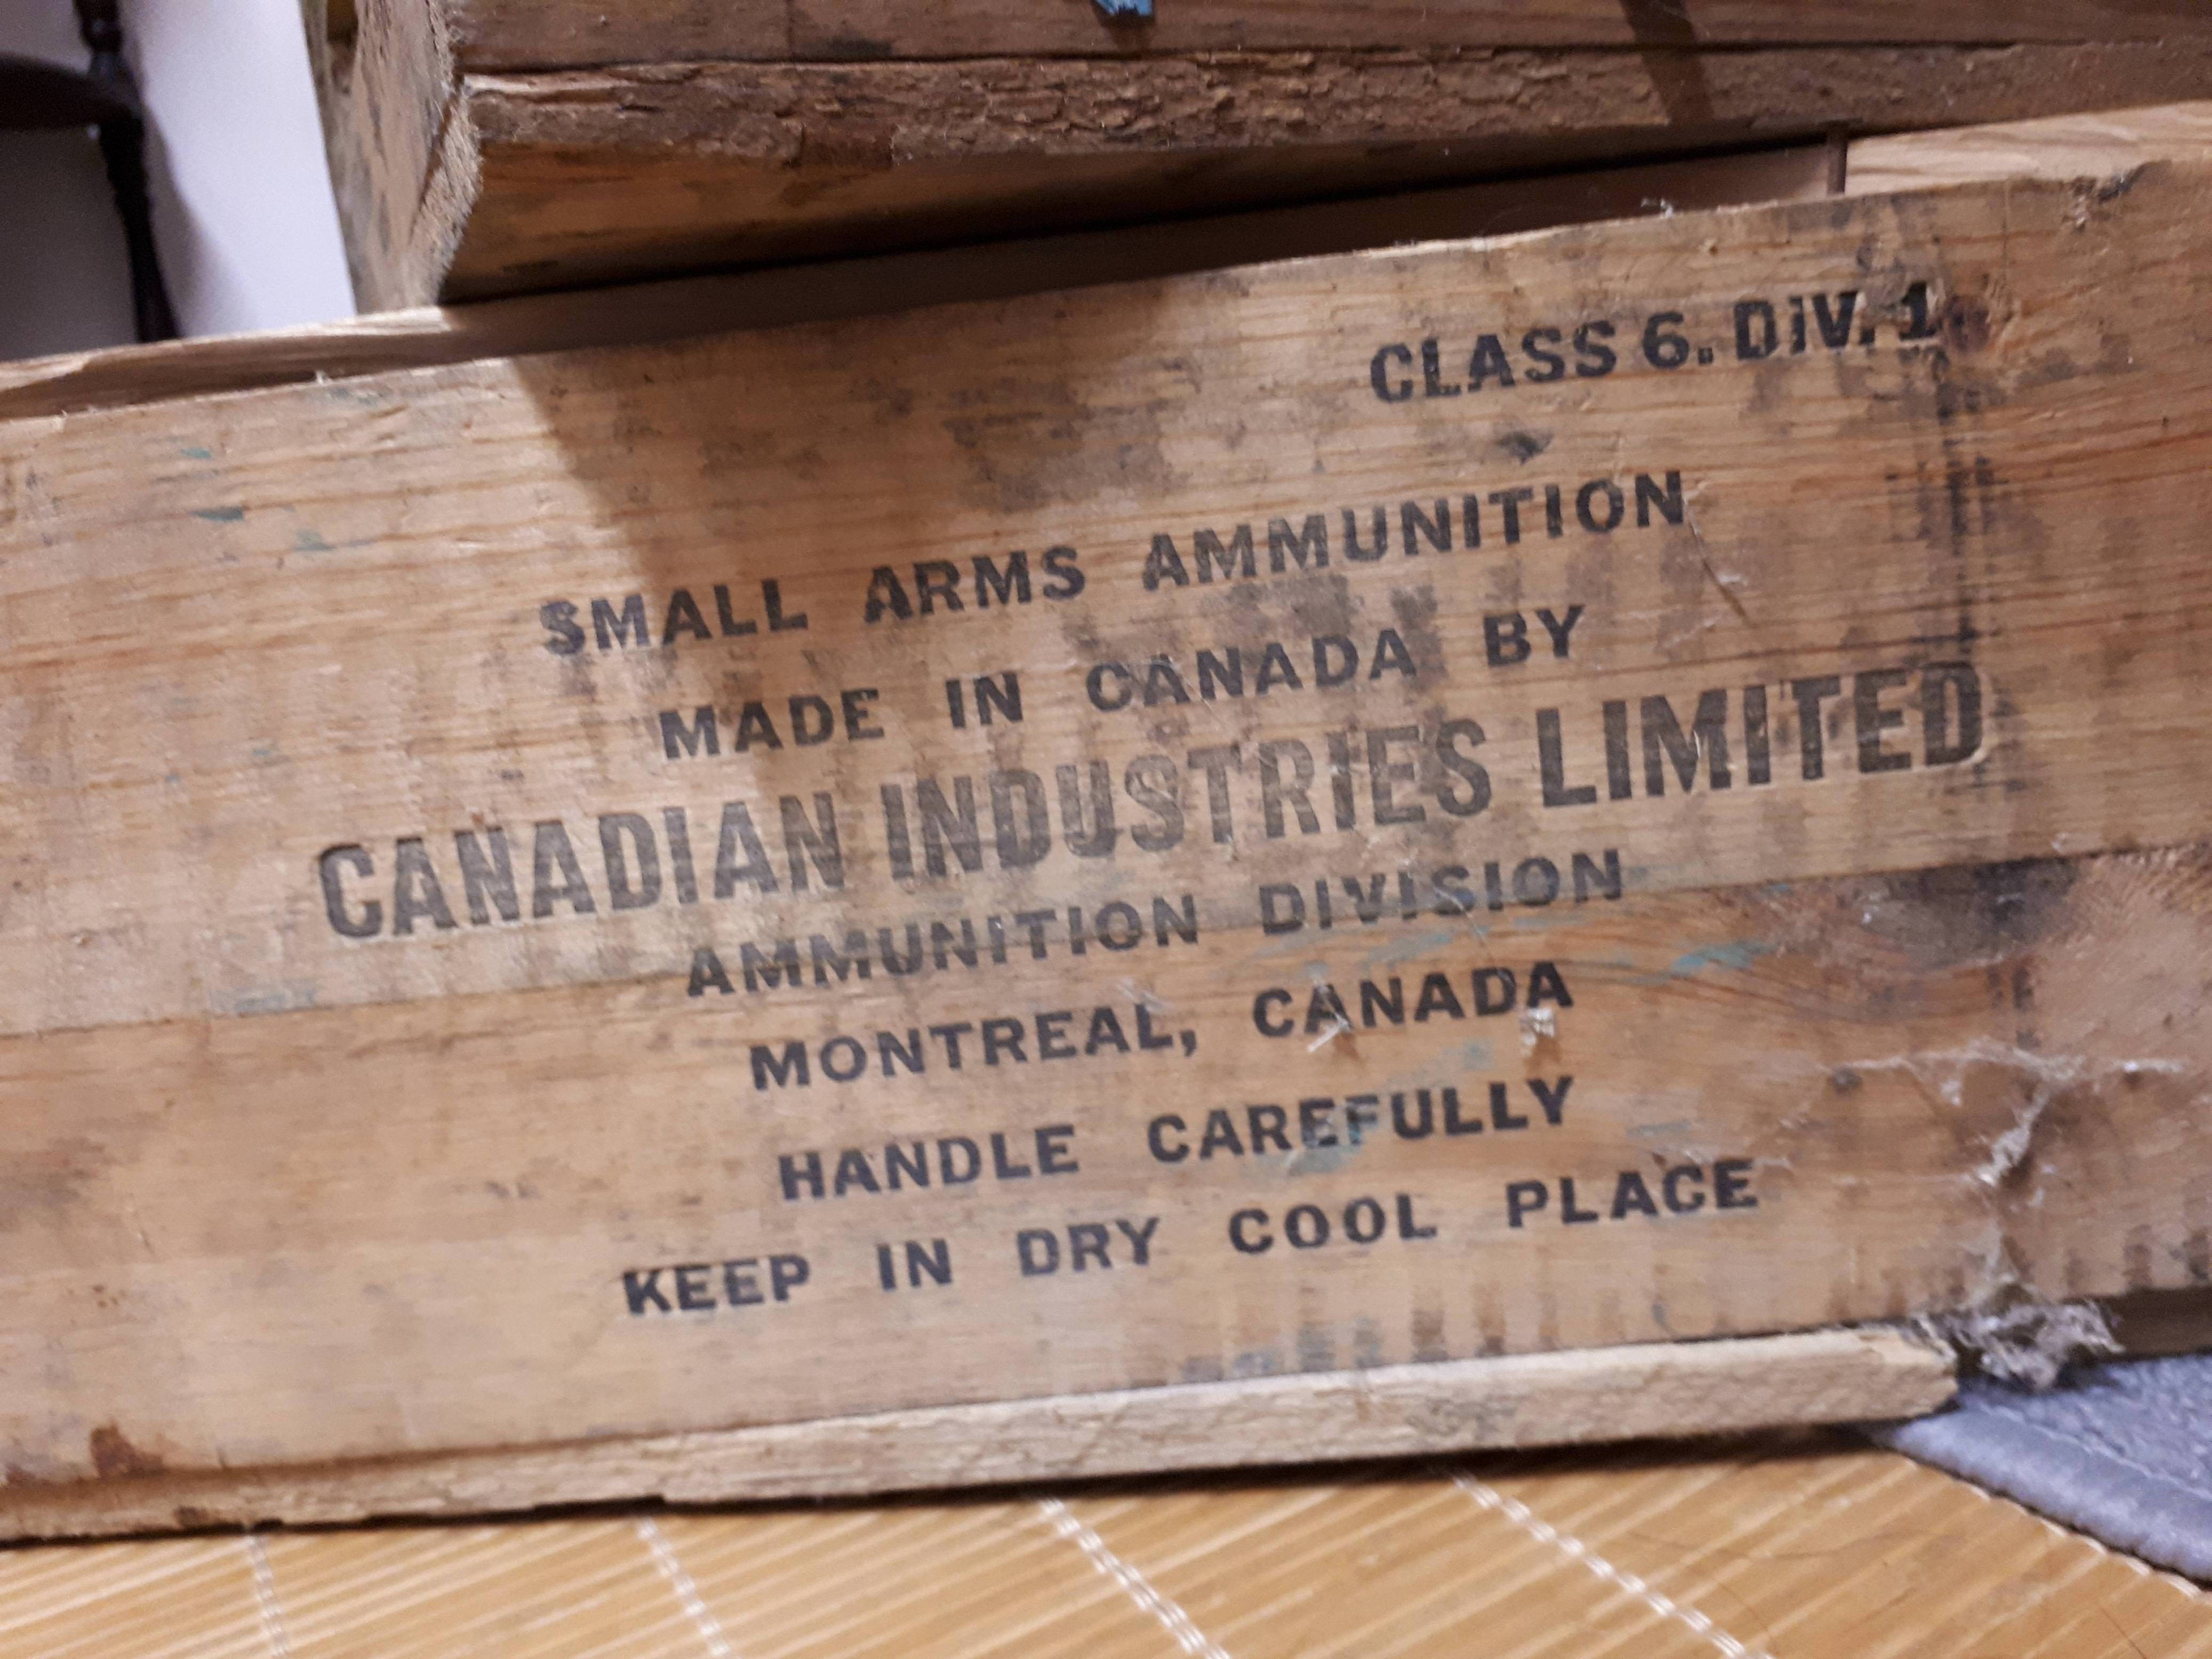 CLASS 6. DIV. 1.
SMALL ARMS AMMUNITION
MADE IN CANADA BY
CANADIAN INDUSTRIES LIMITED
AMMUNITION DIVISION
MONTREAL, CANADA
HANDLE CAREFULLY
KEEP IN DRY COOL PLACE